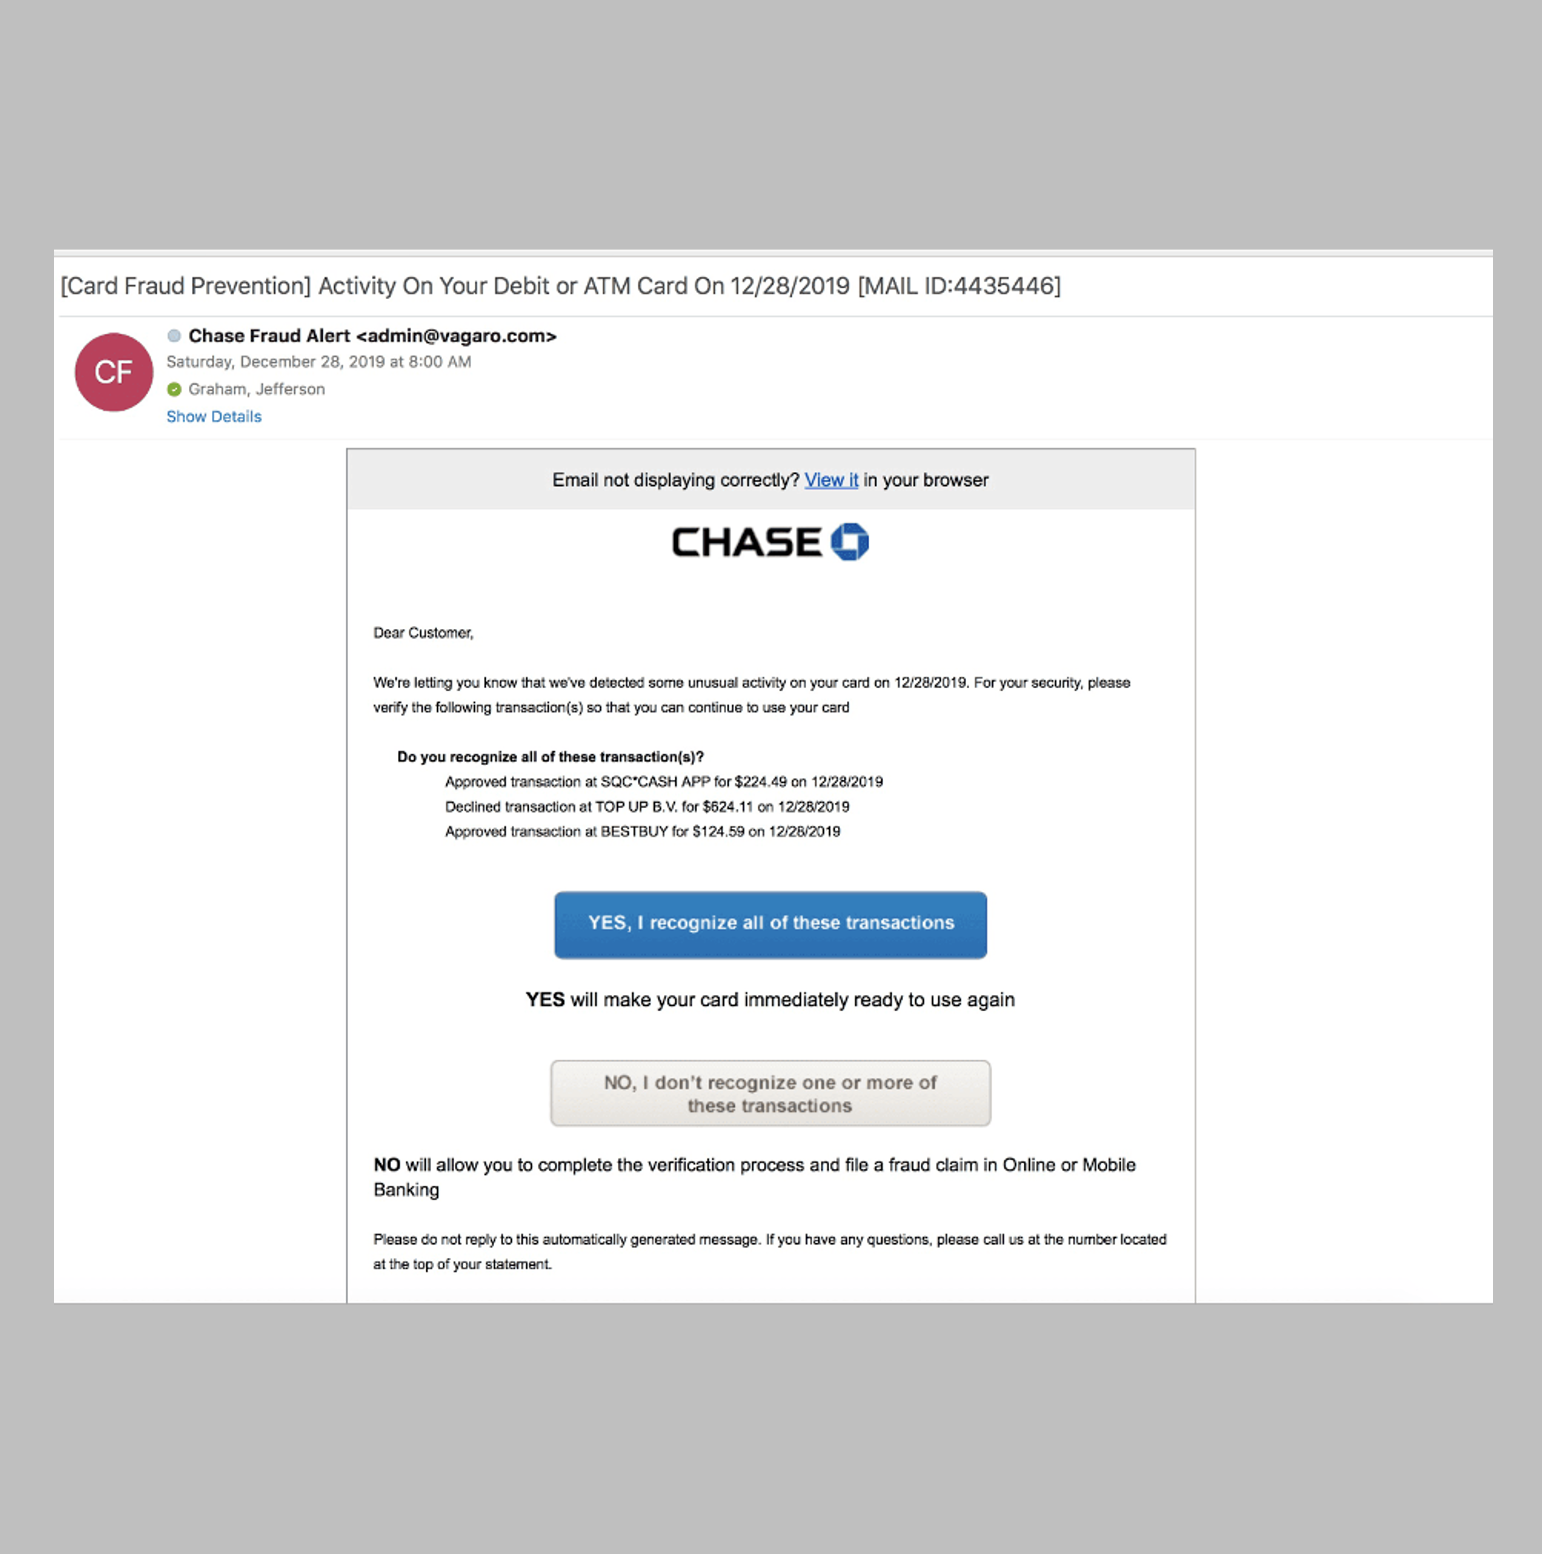 [Card Fraud Prevention] Activity On Your Debit or ATM Card On 12/28/2019 [MAIL ID:4435446]
CF
Chase Fraud Alert <admin@vagaro.com>
Saturday, December 28, 2019 at 8:00 AM
Graham, Jefferson
Show Details
Email not displaying correctly? View it in your browser
CHASE
Dear Customer,
We're letting you know that we've detected some unusual activity on your card on 12/28/2019. For your security, please
verify the following transaction(s) so that you can continue to use your card
Do you recognize all of these transaction(s)?
Approved transaction at SQC*CASH APP for $224.49 on 12/28/2019
Declined transaction at TOP UP B.V. for $624.11 on 12/28/2019
Approved transaction at BESTBUY for $124.59 on 12/28/2019
YES, I recognize all of these transactions
YES will make your card immediately ready to use again
NO, I don't recognize one or more of
these transactions
NO will allow you to complete the verification process and file a fraud claim in Online or Mobile
Banking
Please do not reply to this automatically generated message. If you have any questions, please call us at the number located
at the top of your statement.